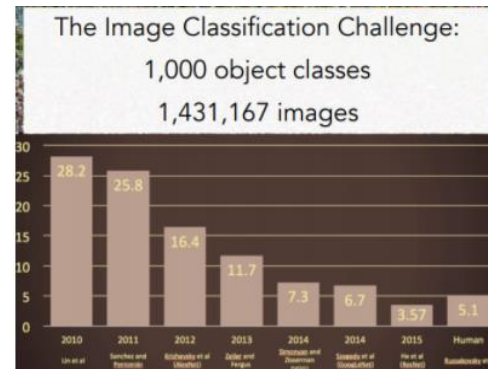 The Image Classification Challenge:
1,000 object classes
1,431,167 images
30
25
20
15
10
5
0
28.2
25.8
16.4
11.7
7.3
6.7
3.57
5.1
2010 2011 2012 2013 2014 2014 2015 Human
Lin et al
Sanchez and
Perronnin
Krizhevsky et al
(AlexNet)
Zeiler and
Fergus
Simonyan and
Zisserman
Szegedy et al
(GoogLeNet)
He et al
(ResNet)
Russakovsky et